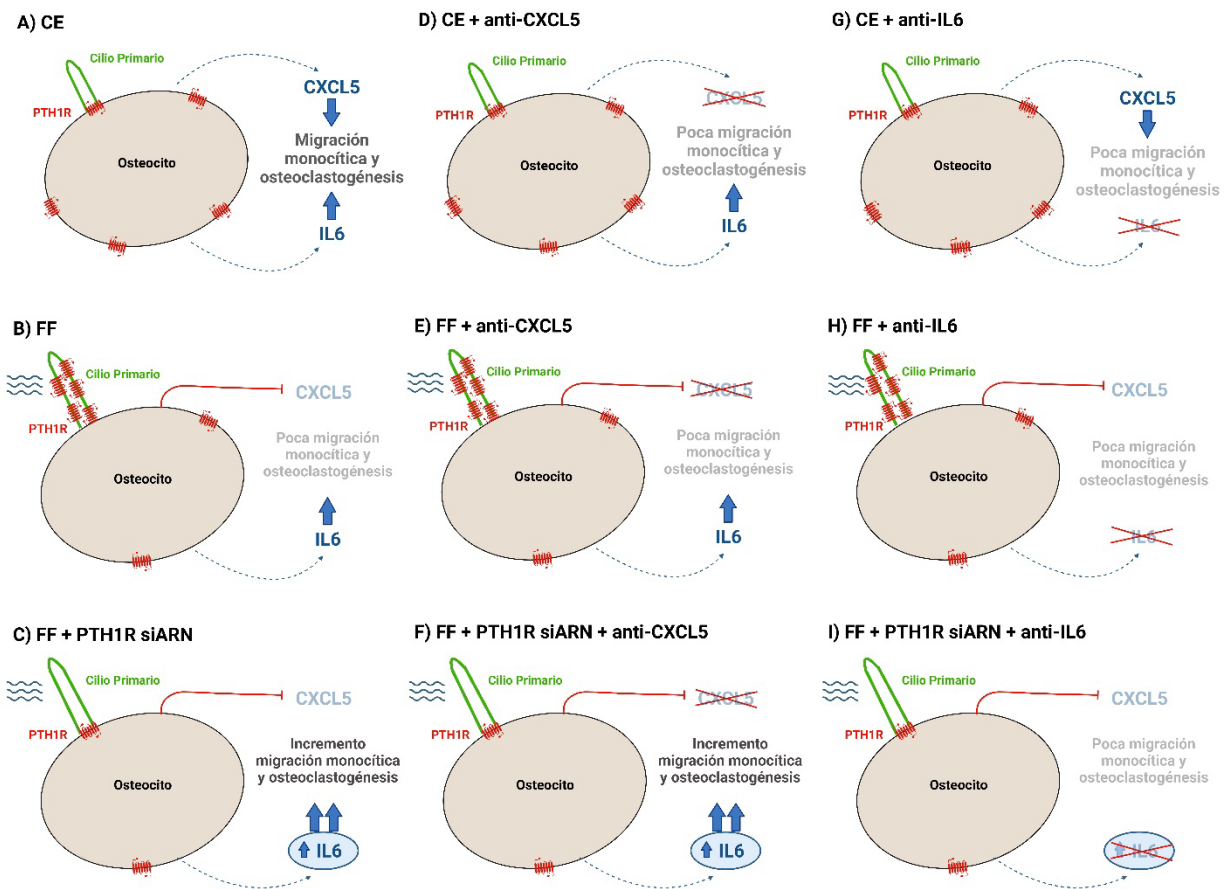 A) CE
Cilio Primario
PTH1R
Osteocito
CXCL5
Migración
monocítica y
osteoclastogénesis
IL6
D) CE + anti-CXCL5
Cilio Primario
PTH1R
Osteocito
CXCL5
Poca migración
monocítica y
osteoclastogénesis
IL6
G) CE + anti-IL6
Cilio Primario
PTH1R
Osteocito
CXCL5
Poca migración
monocítica y
osteoclastogénesis
IL6
B) FF
Cilio Primario
PTH1R
Osteocito
CXCL5
Poca migración
monocítica y
osteoclastogénesis
IL6
E) FF + anti-CXCL5
Cilio Primario
PTH1R
Osteocito
CXCL5
Poca migración
monocítica y
osteoclastogénesis
IL6
H) FF + anti-IL6
Cilio Primario
PTH1R
Osteocito
CXCL5
Poca migración
monocítica y
osteoclastogénesis
IL6
C) FF + PTH1R siARN
Cilio Primario
PTH1R
Osteocito
CXCL5
Incremento
migración monocítica
y osteoclastogénesis
IL6
F) FF + PTH1R siARN + anti-CXCL5
Cilio Primario
PTH1R
Osteocito
CXCL5
Incremento
migración monocítica
y osteoclastogénesis
IL6
I) FF + PTH1R siARN + anti-IL6
Cilio Primario
PTH1R
Osteocito
CXCL5
Poca migración
monocítica y
osteoclastogénesis
IL6